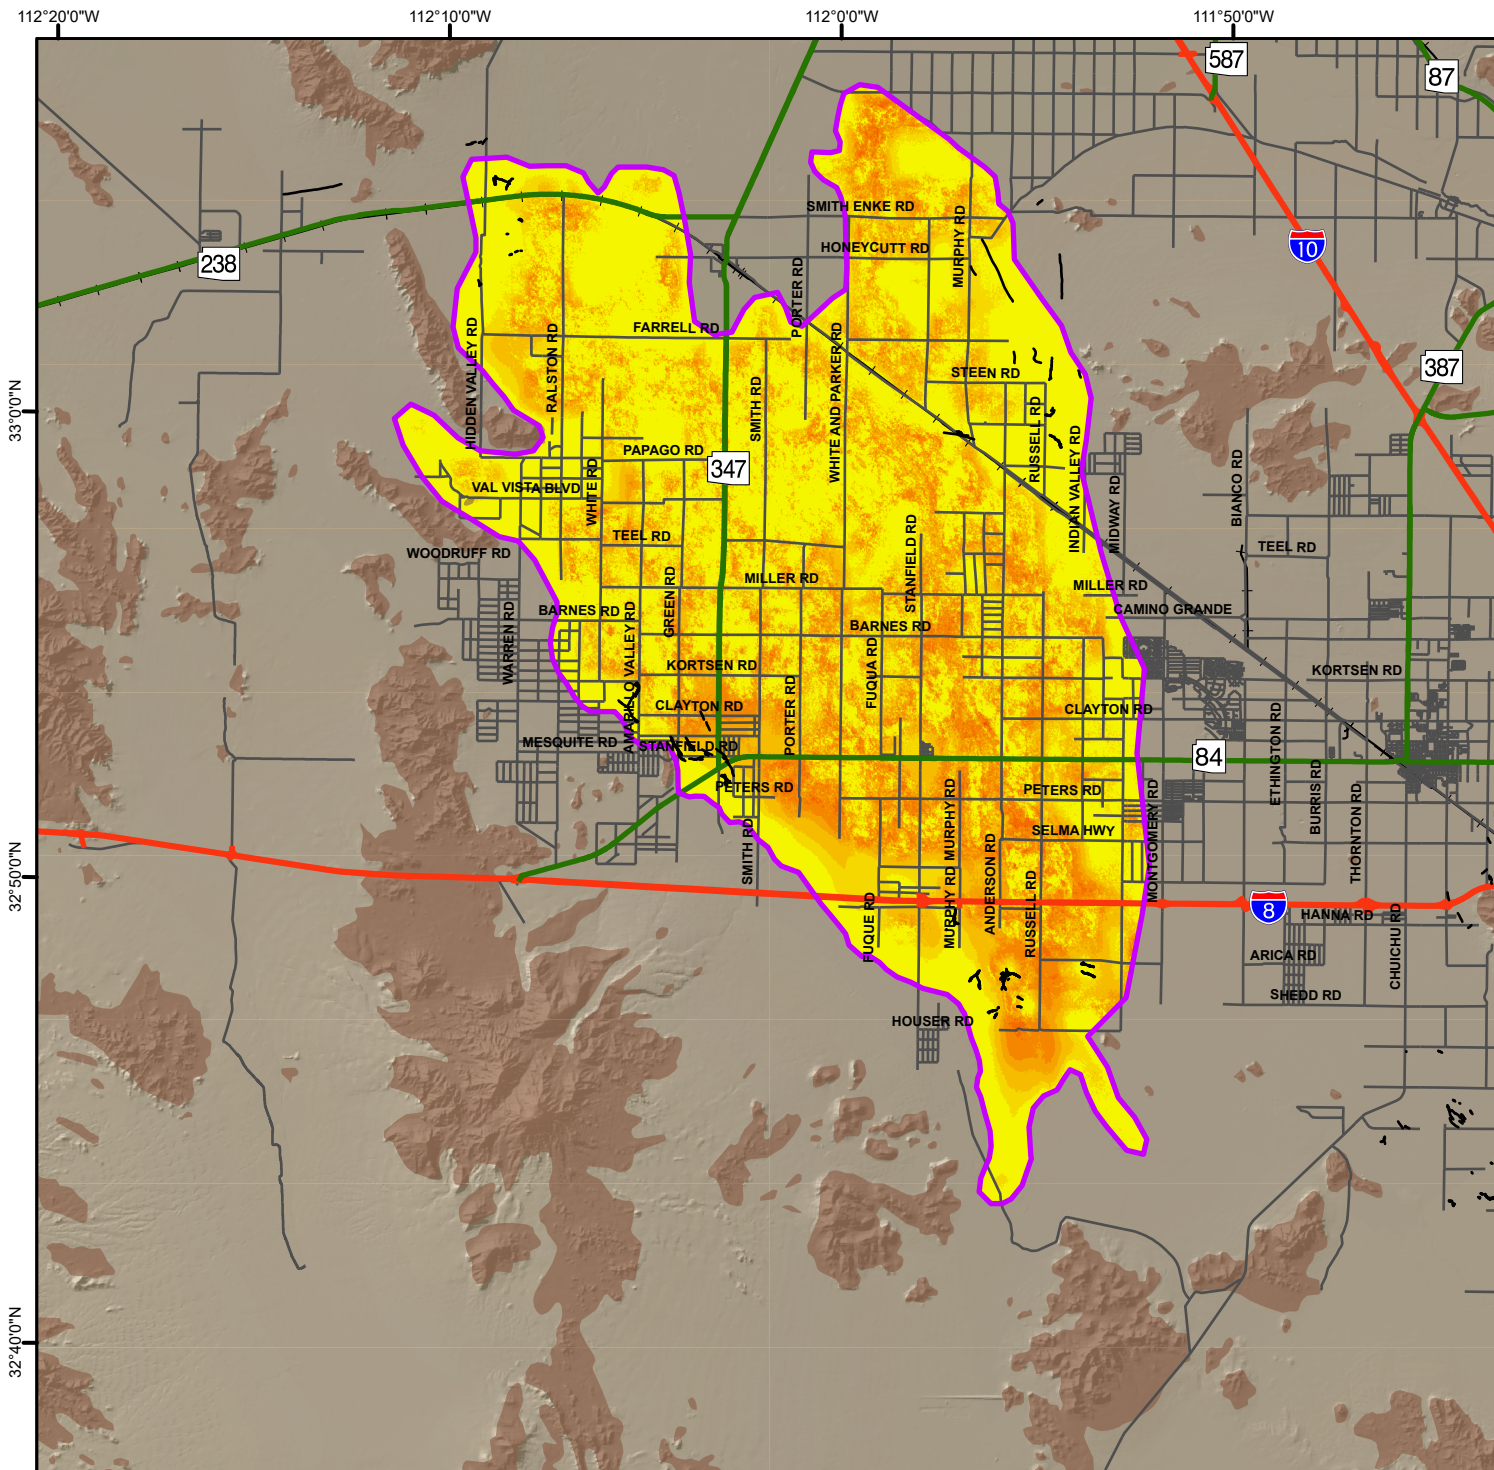 112°20'0"W
112°10'0"W
112°0'0"W
111°50'0"W
587
87
SMITH ENKE RD
MURPHY RD
HONEYCUTT RD
10
238
PORTER RD
FARRELL RD
HIDDEN VALLEY RD
RALSTON RD
WHITE AND PARKER RD
STEEN RD
387
33°0'0"N
SMITH RD
RUSSELL RD
PAPAGO RD
347
INDIAN VALLEY RD
MIDWAY RD
BIANCO RD
VAL VISTA BLVD
WHITE RD
TEEL RD
STANFIELD RD
WOODRUFF RD
TEEL RD
MILLER RD
MILLER RD
GREEN RD
BARNES RD
CAMINO GRANDE
WARREN RD
AMARILLO VALLEY RD
BARNES RD
FUQUA RD
KORTSEN RD
KORTSEN RD
PORTER RD
CLAYTON RD
CLAYTON RD
MESQUITE RD
STANFIELD RD
ETHINGTON RD
84
PETERS RD
PETERS RD
BURRIS RD
MONTGOMERY RD
MURPHY RD
SELMA HWY
THORNTON RD
SMITH RD
ANDERSON RD
32°50'0"N
MURPHY RD
RUSSELL RD
FUQUE RD
8
HANNA RD
CHUICHU RD
ARICA RD
SHEDD RD
HOUSER RD
32°40'0"N